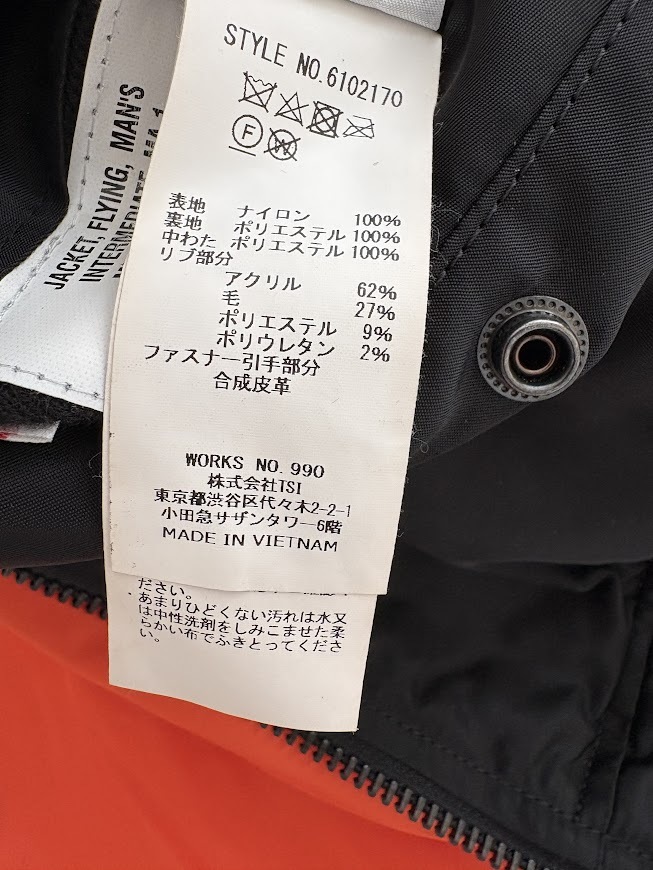 STYLE NO.6102170
F
W
表地 ナイロン 100%
裏地 ポリエステル 100%
中わた ポリエステル 100%
リブ部分
アクリル 62%
毛 27%
ポリエステル 9%
ポリウレタン 2%
ファスナー引手部分
合成皮革
WORKS NO.990
株式会社TSI
東京都渋谷区代々木2-2-1
小田急サザンタワー6階
MADE IN VIETNAM
ださい。
あまりひどくない汚れは水又
は中性洗剤をしみこませた柔
らかい布でふきとってくださ
い。
JACKET, FLYING, MAN'S
INTERMEDIATE